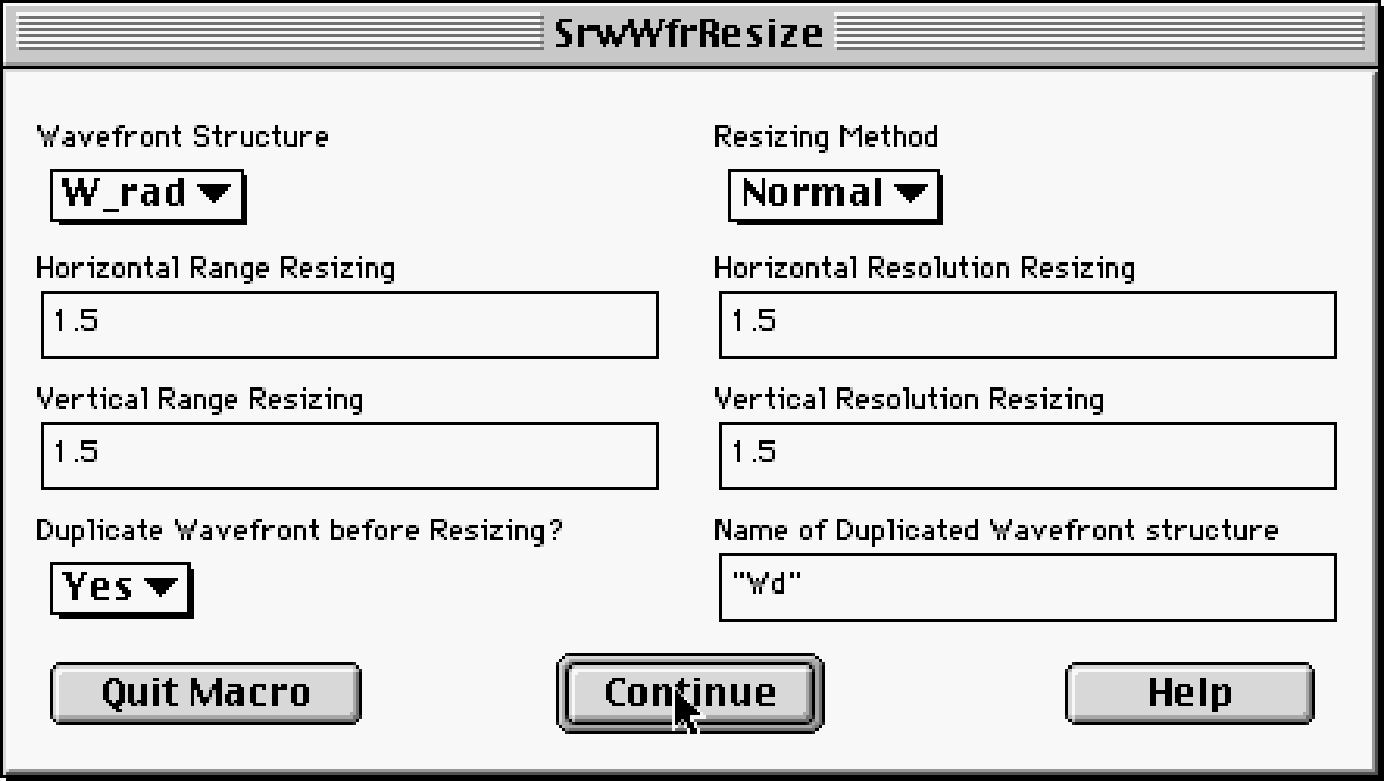 SrwWfrResize
Wavefront Structure
Resizing Method
W_rad
Normal
Horizontal Range Resizing
Horizontal Resolution Resizing
1.5
1.5
Vertical Range Resizing
Vertical Resolution Resizing
1.5
1.5
Duplicate Wavefront before Resizing?
Name of Duplicated Wavefront structure
Yes
"Wd"
Quit Macro
Continue
Help